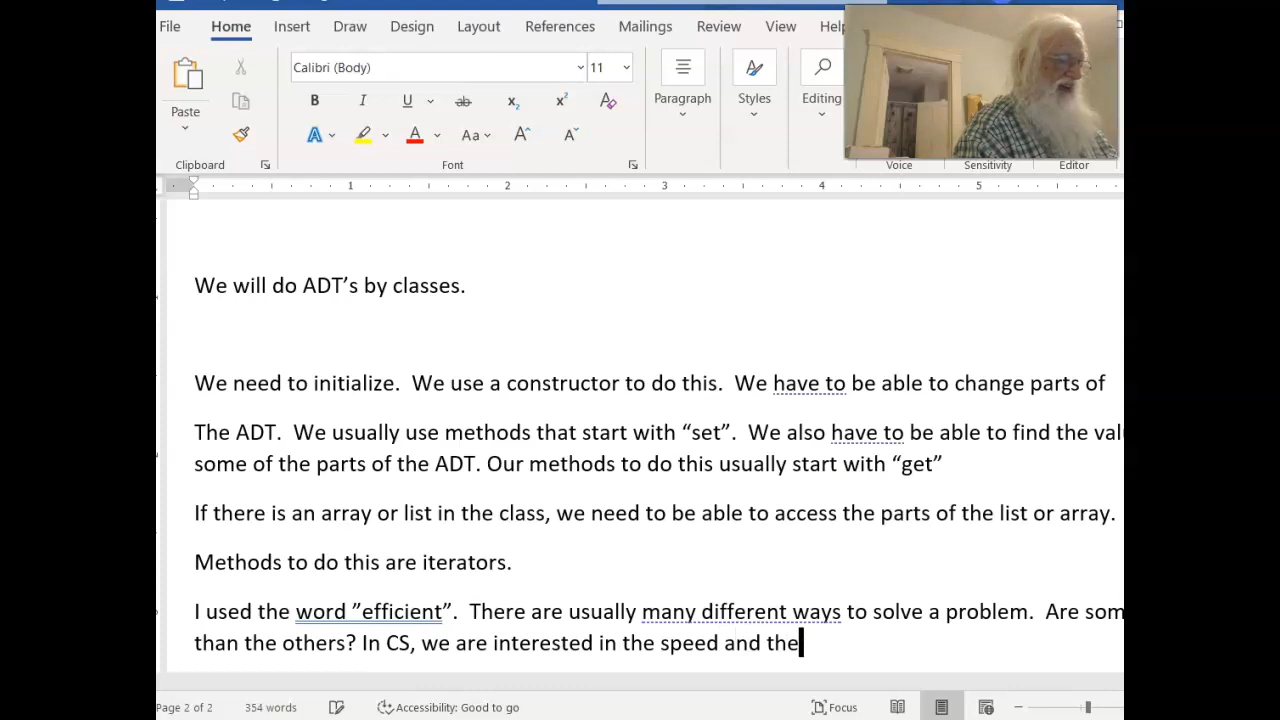 File Home Insert Draw Design Layout References Mailings Review View Help
Calibri (Body) 11
Paste Paragraph Styles Editing
Clipboard Font Voice Sensitivity Editor
1 2 3 4 5
We will do ADT’s by classes.
We need to initialize.  We use a constructor to do this.  We have to be able to change parts of
The ADT.  We usually use methods that start with “set”.  We also have to be able to find the
some of the parts of the ADT. Our methods to do this usually start with “get”
If there is an array or list in the class, we need to be able to access the parts of the list or array.
Methods to do this are iterators.
I used the word ”efficient”.  There are usually many different ways to solve a problem.  Are
than the others? In CS, we are interested in the speed and the
Page 2 of 2 354 words Accessibility: Good to go Focus